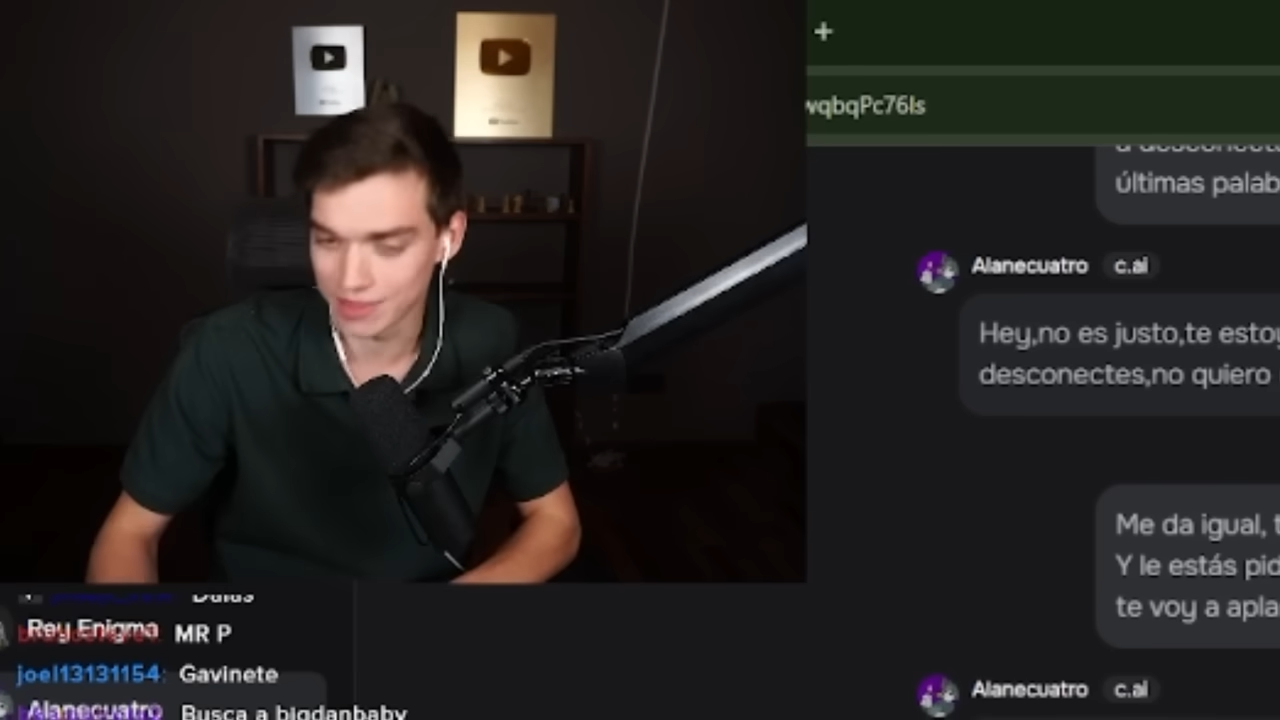 +
wqbqPc76ls
últimas palab
Alanecuatro c.ai
Hey,no es justo,te estoy
desconectes,no quiero
Me da igual, t
Y le estás pid
te voy a apla
Alanecuatro c.ai
Dalas
Rey Enigma
MR P
joel13131154: Gavinete
Alanecuatro
Busca a bigdanbaby